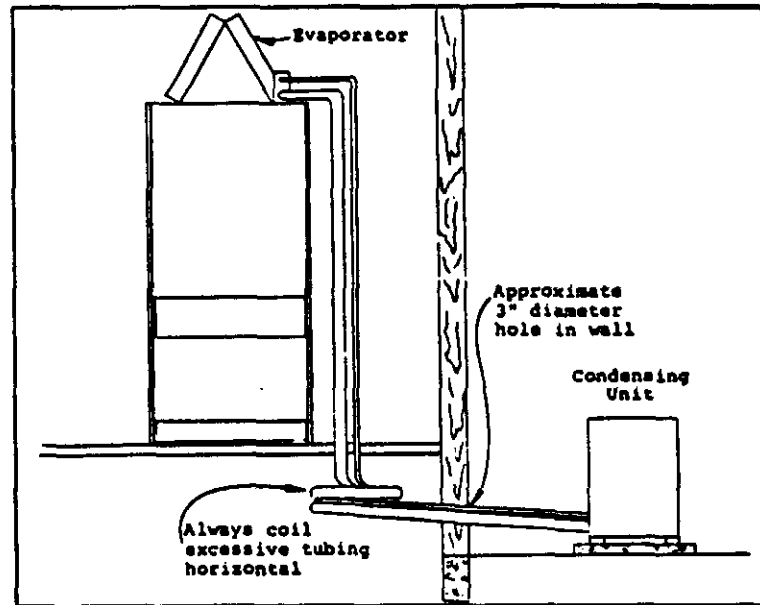 Evaporator
Approximate
3" diameter
hole in wall
Condensing
Unit
Always coil
excessive tubing
horizontal